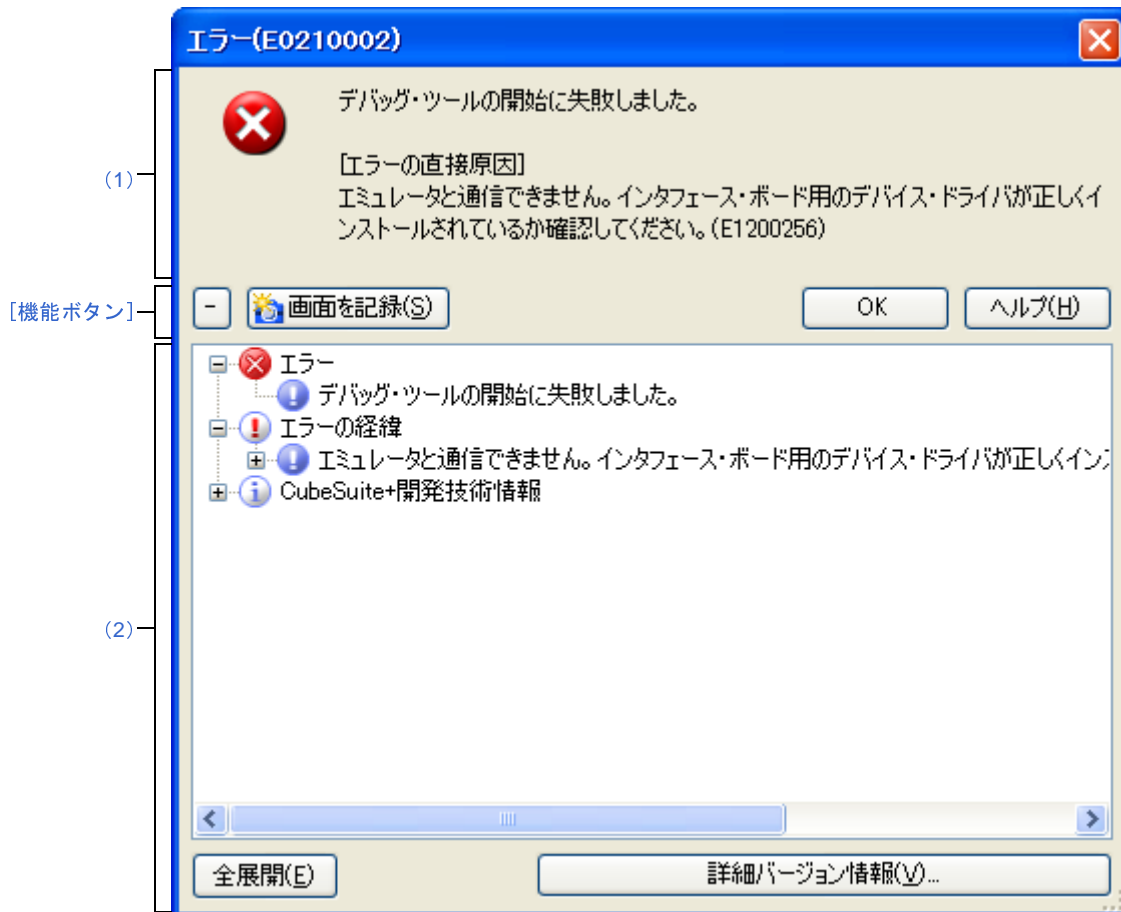 エラー(E0210002)
デバッグ・ツールの開始に失敗しました。
(1)
[エラーの直接原因]
エミュレータと通信できません。インタフェース・ボード用のデバイス・ドライバが正しくイ
ンストールされているか確認してください。(E1200256)
[機能ボタン]
-
画面を記録(S)
OK
ヘルプ(H)
エラー
デバッグ・ツールの開始に失敗しました。
エラーの経緯
エミュレータと通信できません。インタフェース・ボード用のデバイス・ドライバが正しくインス
CubeSuite+開発技術情報
(2)
全展開(E)
詳細バージョン情報(V)...